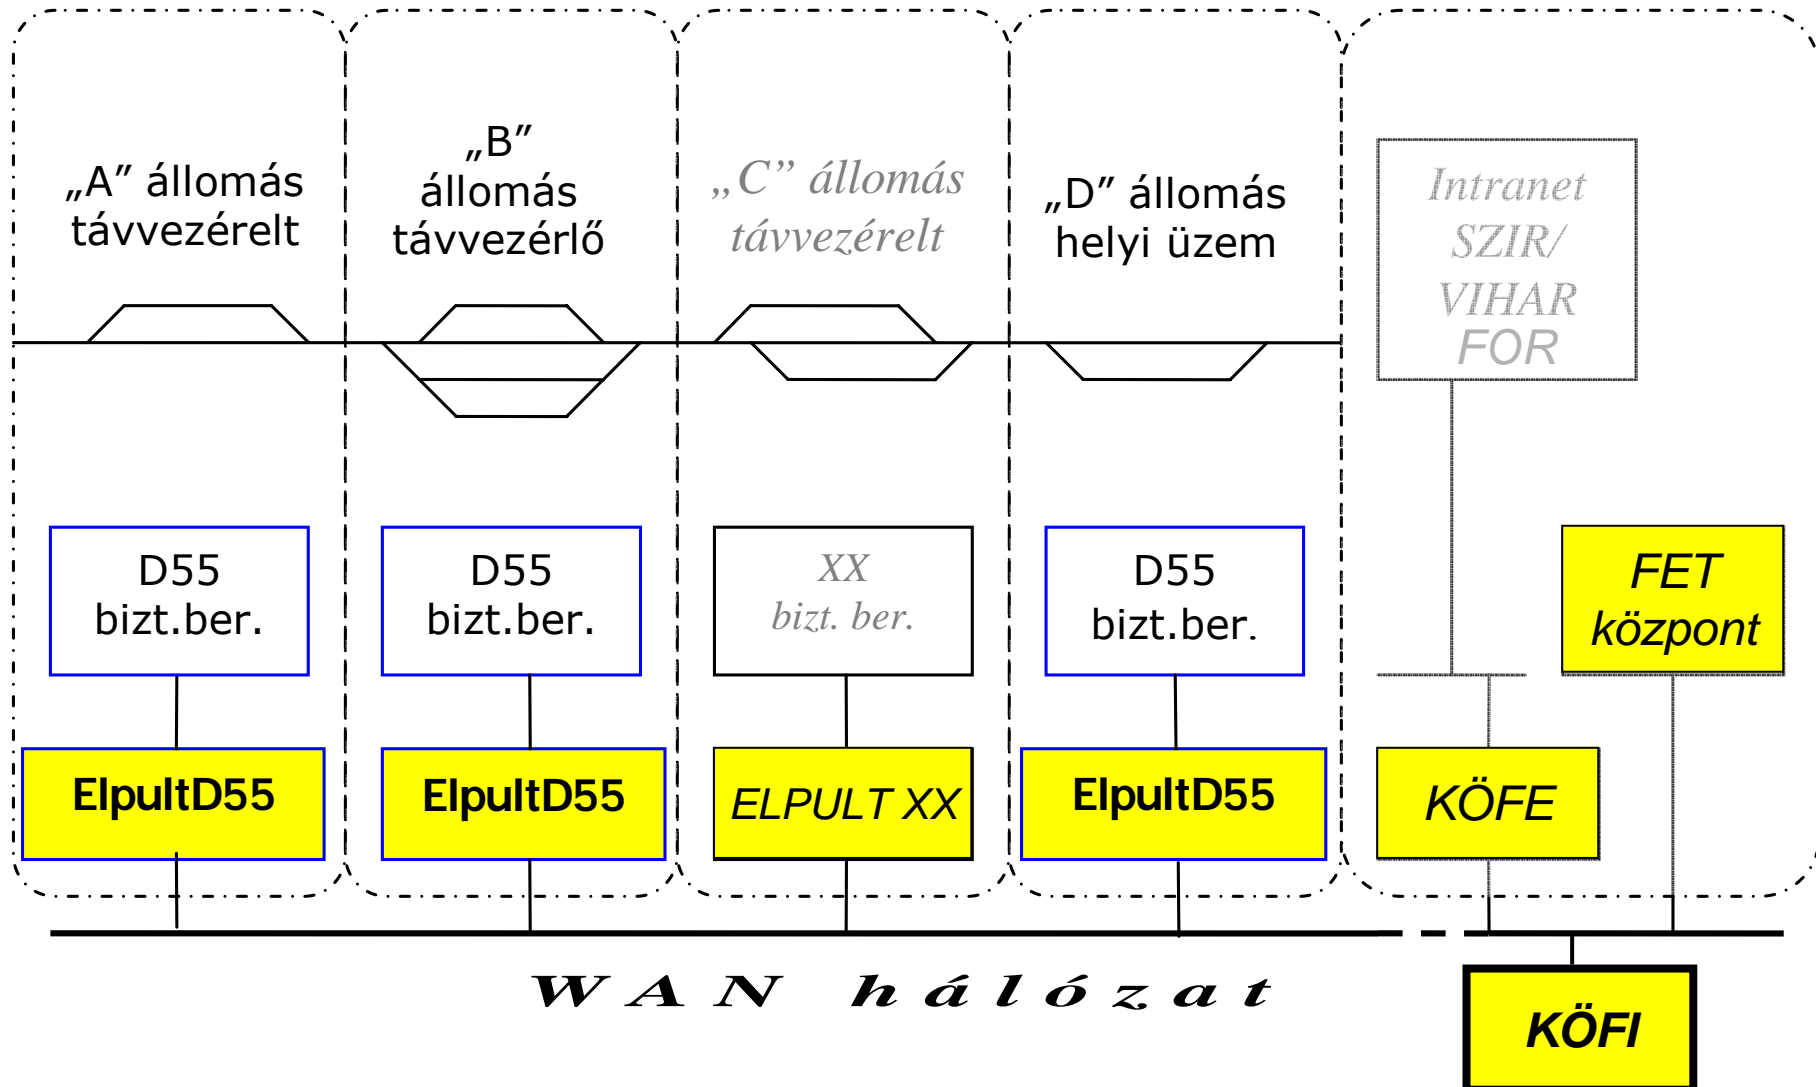 „A” állomás
távvezérelt
„B”
állomás
távvezérlő
„C” állomás
távvezérelt
„D” állomás
helyi üzem
Intranet
SZIR/
VIHAR
FOR
D55
bizt.ber.
D55
bizt.ber.
XX
bizt. ber.
D55
bizt.ber.
FET
központ
ElpultD55
ElpultD55
ELPULT XX
ElpultD55
KÖFE
WAN hálózat
KÖFI